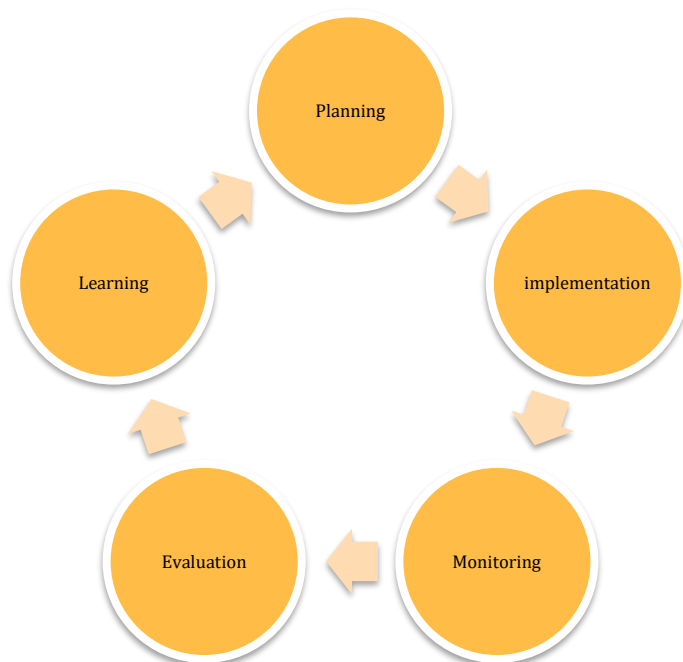 Planning
implementation
Monitoring
Evaluation
Learning